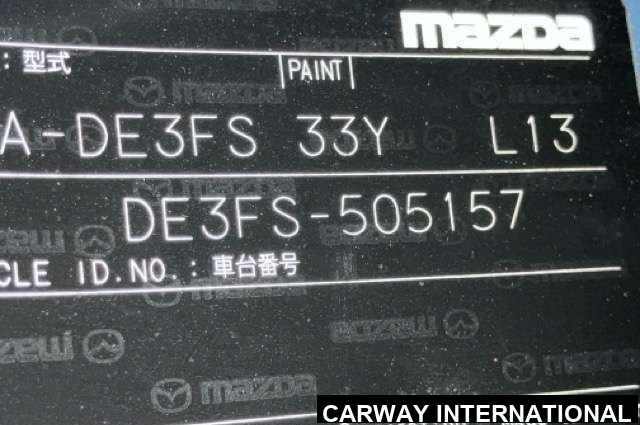 mazda
: 型式 PAINT
A-DE3FS 33Y L13
DE3FS-505157
CLE ID.NO.: 車台番号
CARWAY INTERNATIONAL